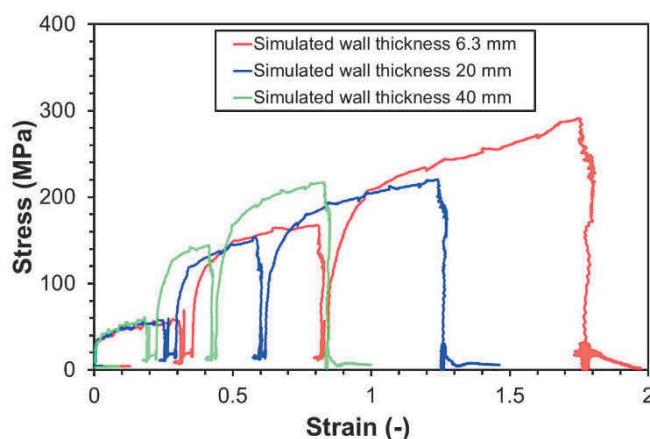 400
Simulated wall thickness 6.3 mm
Simulated wall thickness 20 mm
Simulated wall thickness 40 mm
300
200
100
0
Stress (MPa)
0 0.5 1 1.5 2
Strain (-)